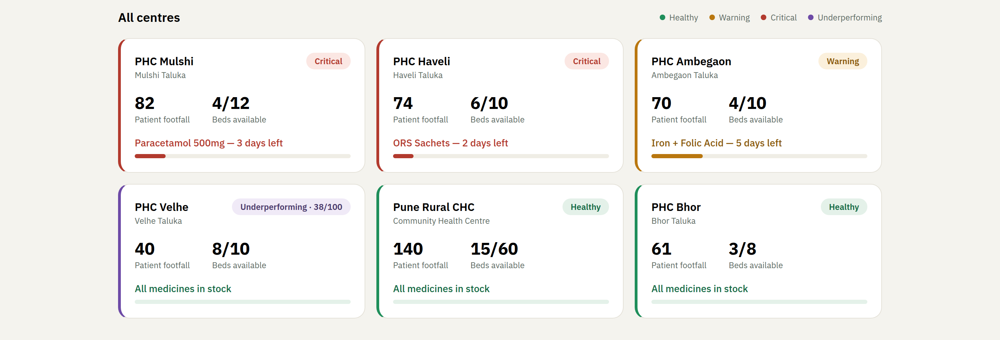 All centres
Healthy Warning Critical Underperforming
PHC Mulshi Critical
Mulshi Taluka
82 4/12
Patient footfall Beds available
Paracetamol 500mg — 3 days left
PHC Haveli Critical
Haveli Taluka
74 6/10
Patient footfall Beds available
ORS Sachets — 2 days left
PHC Ambegaon Warning
Ambegaon Taluka
70 4/10
Patient footfall Beds available
Iron + Folic Acid — 5 days left
PHC Velhe Underperforming · 38/100
Velhe Taluka
40 8/10
Patient footfall Beds available
All medicines in stock
Pune Rural CHC Healthy
Community Health Centre
140 15/60
Patient footfall Beds available
All medicines in stock
PHC Bhor Healthy
Bhor Taluka
61 3/8
Patient footfall Beds available
All medicines in stock